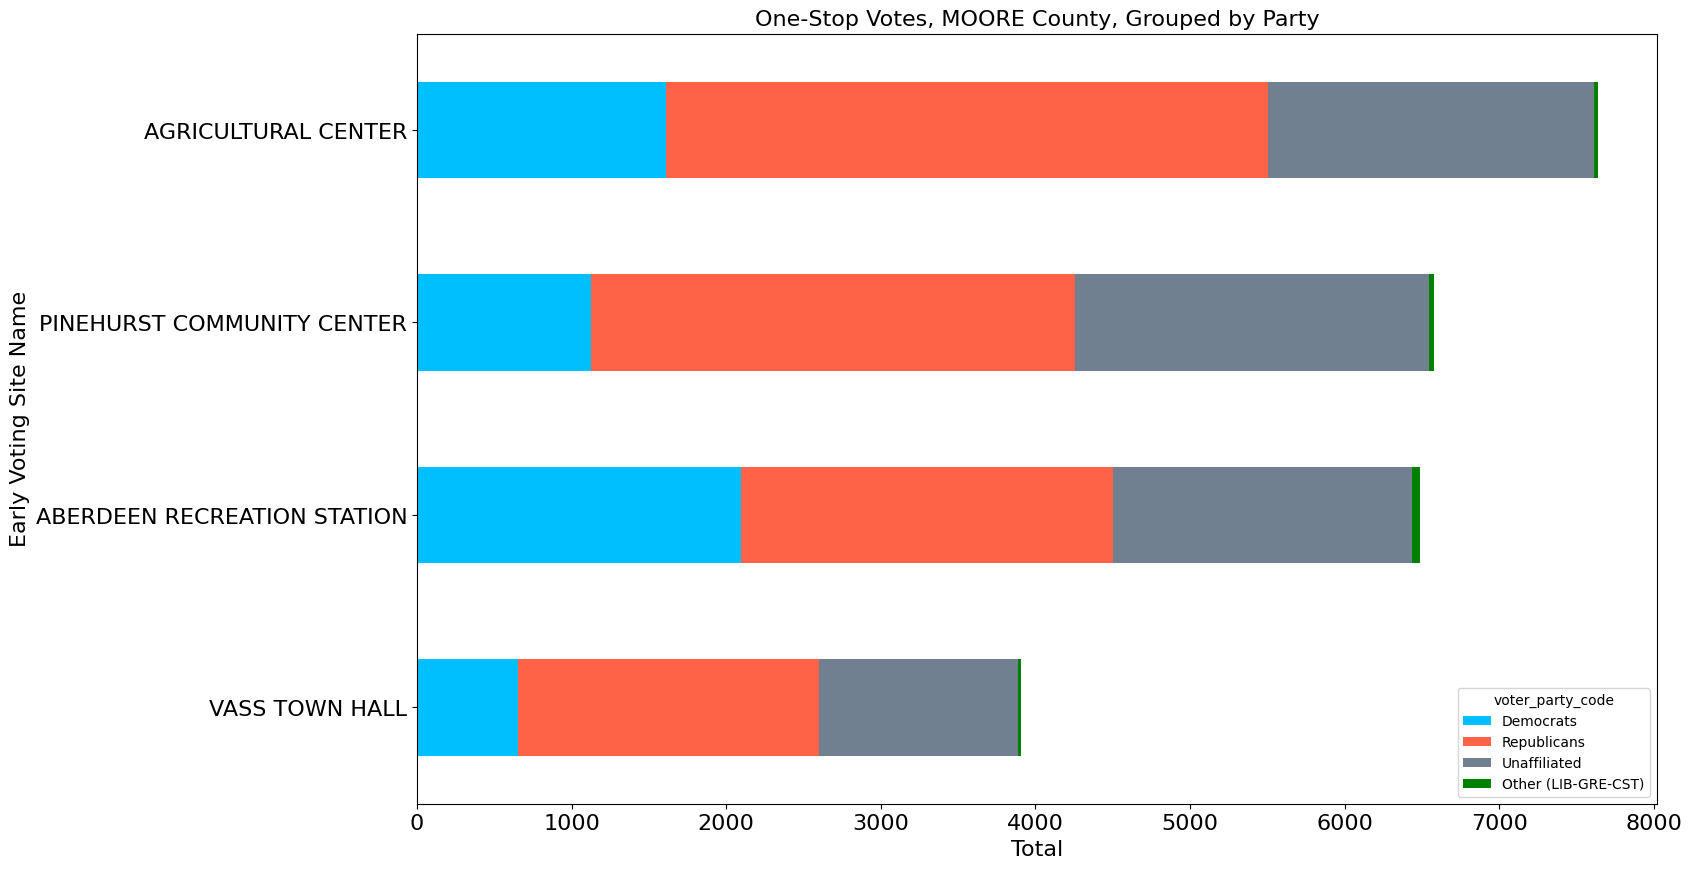 One-Stop Votes, MOORE County, Grouped by Party
Early Voting Site Name
AGRICULTURAL CENTER
PINEHURST COMMUNITY CENTER
ABERDEEN RECREATION STATION
VASS TOWN HALL
voter_party_code
Democrats
Republicans
Unaffiliated
Other (LIB-GRE-CST)
0 1000 2000 3000 4000 5000 6000 7000 8000
Total